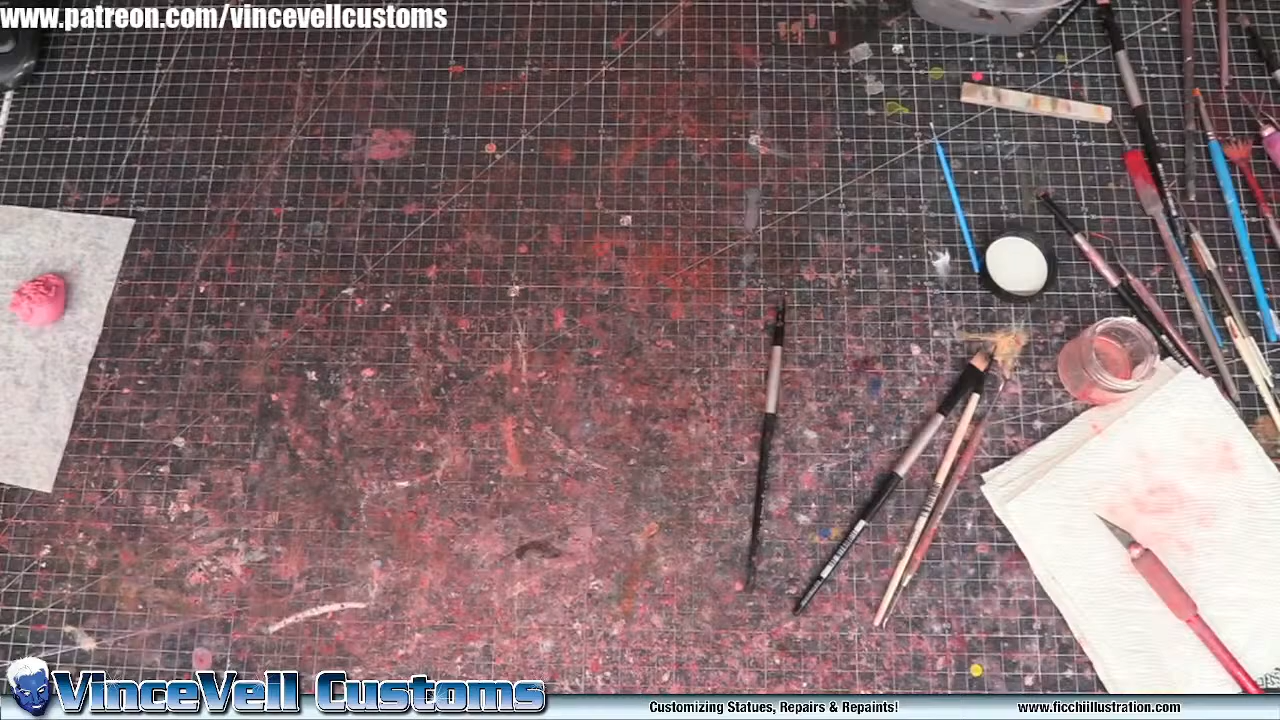 www.patreon.com/vincevellcustoms
VinceVell Customs
Customizing Statues, Repairs & Repaints!
www.ficchiillustration.com